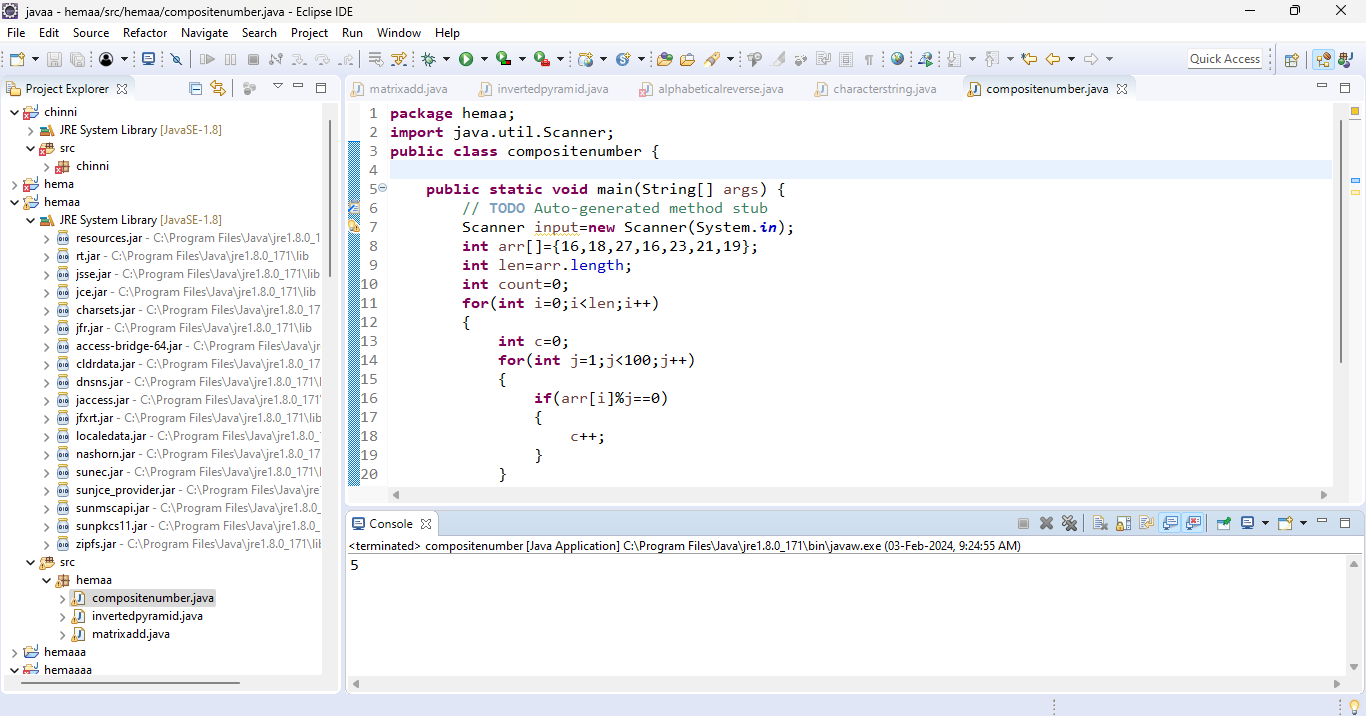 javaa - hemaa/src/hemaa/compositenumber.java - Eclipse IDE
File Edit Source Refactor Navigate Search Project Run Window Help
Quick Access
Project Explorer
chinni
JRE System Library [JavaSE-1.8]
src
chinni
hema
hemaa
JRE System Library [JavaSE-1.8]
resources.jar - C:\Program Files\Java\jre1.8.0_1
rt.jar - C:\Program Files\Java\jre1.8.0_171\lib
jsse.jar - C:\Program Files\Java\jre1.8.0_171\lib
jce.jar - C:\Program Files\Java\jre1.8.0_171\lib
charsets.jar - C:\Program Files\Java\jre1.8.0_17
jfr.jar - C:\Program Files\Java\jre1.8.0_171\lib
access-bridge-64.jar - C:\Program Files\Java\jr
cldrdata.jar - C:\Program Files\Java\jre1.8.0_17
dnsns.jar - C:\Program Files\Java\jre1.8.0_171\l
jaccess.jar - C:\Program Files\Java\jre1.8.0_171
jfxrt.jar - C:\Program Files\Java\jre1.8.0_171\lib
localedata.jar - C:\Program Files\Java\jre1.8.0_
nashorn.jar - C:\Program Files\Java\jre1.8.0_17
sunec.jar - C:\Program Files\Java\jre1.8.0_171\l
sunjce_provider.jar - C:\Program Files\Java\jre
sunmscapi.jar - C:\Program Files\Java\jre1.8.0_
sunpkcs11.jar - C:\Program Files\Java\jre1.8.0_
zipfs.jar - C:\Program Files\Java\jre1.8.0_171\lil
src
hemaa
compositenumber.java
invertedpyramid.java
matrixadd.java
hemaaa
hemaaaa
matrixadd.java invertedpyramid.java alphabeticalreverse.java characterstring.java compositenumber.java
1 package hemaa;
2 import java.util.Scanner;
3 public class compositenumber {
4
5 public static void main(String[] args) {
6 // TODO Auto-generated method stub
7 Scanner input=new Scanner(System.in);
8 int arr[]={16,18,27,16,23,21,19};
9 int len=arr.length;
10 int count=0;
11 for(int i=0;i<len;i++)
12 {
13 int c=0;
14 for(int j=1;j<100;j++)
15 {
16 if(arr[i]%j==0)
17 {
18 c++;
19 }
20 }
Console
<terminated> compositenumber [Java Application] C:\Program Files\Java\jre1.8.0_171\bin\javaw.exe (03-Feb-2024, 9:24:55 AM)
5